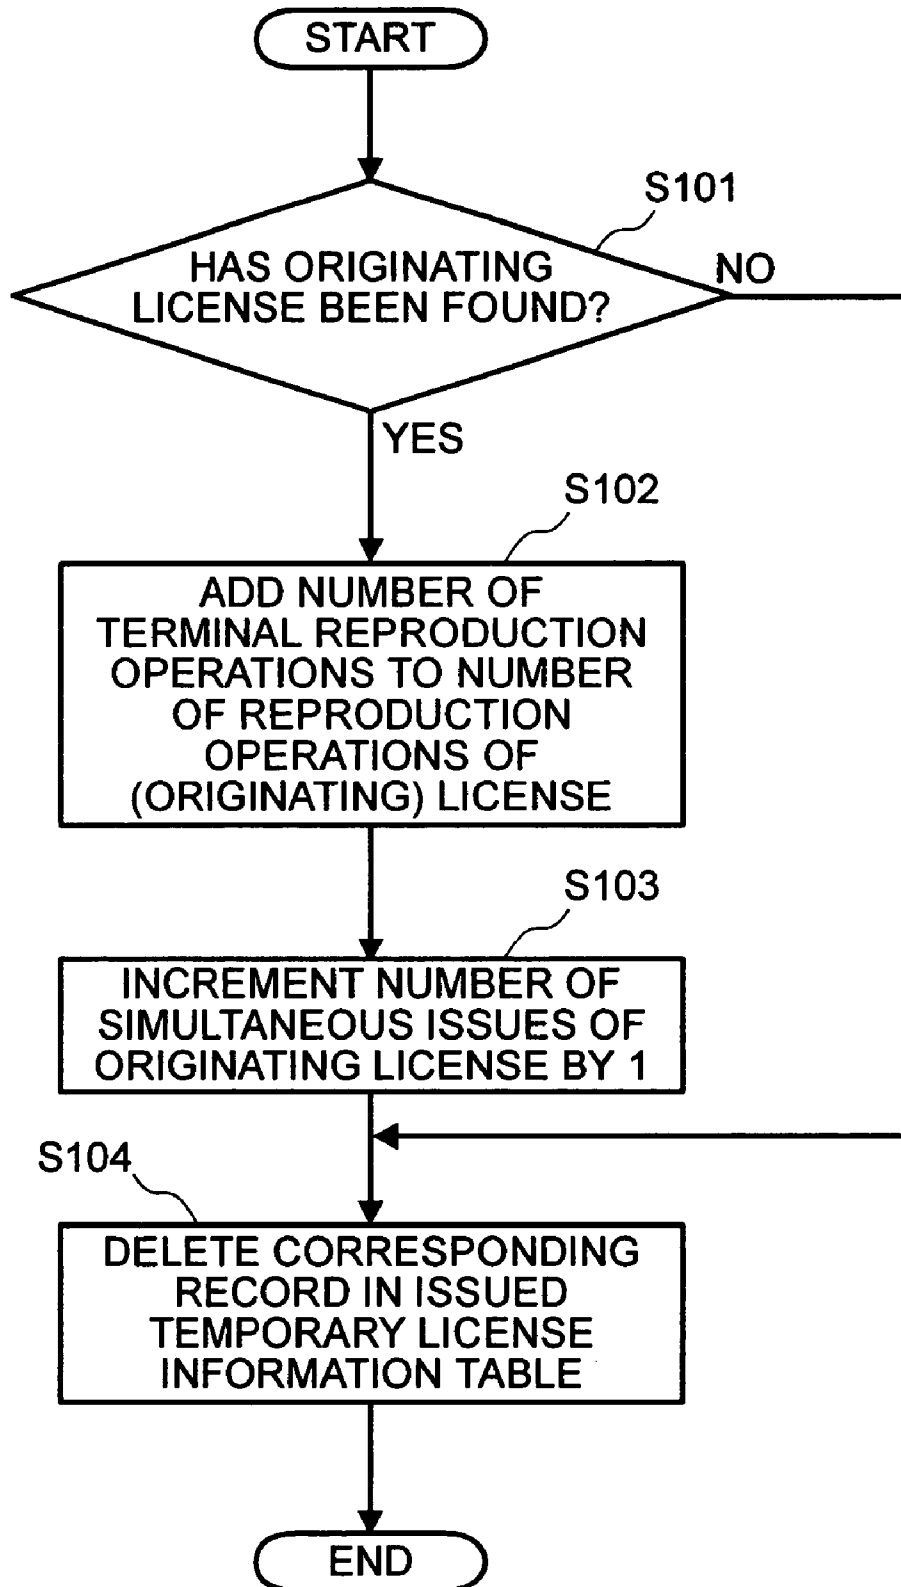 START
S101
HAS ORIGINATING
LICENSE BEEN FOUND?
NO
YES
S102
ADD NUMBER OF
TERMINAL REPRODUCTION
OPERATIONS TO NUMBER
OF REPRODUCTION
OPERATIONS OF
(ORIGINATING) LICENSE
S103
INCREMENT NUMBER OF
SIMULTANEOUS ISSUES OF
ORIGINATING LICENSE BY 1
S104
DELETE CORRESPONDING
RECORD IN ISSUED
TEMPORARY LICENSE
INFORMATION TABLE
END